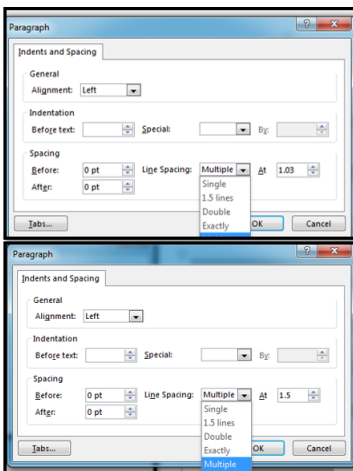 Paragraph
Indents and Spacing
General
Alignment: Left
Indentation
Before text: Special: By:
Spacing
Before: 0 pt Line Spacing: Multiple At 1.03
After: 0 pt
Single
1.5 lines
Double
Exactly
Tabs... OK Cancel
Paragraph
Indents and Spacing
General
Alignment: Left
Indentation
Before text: Special: By:
Spacing
Before: 0 pt Line Spacing: Multiple At 1.5
After: 0 pt
Single
1.5 lines
Double
Exactly
Tabs... OK Cancel
Multiple